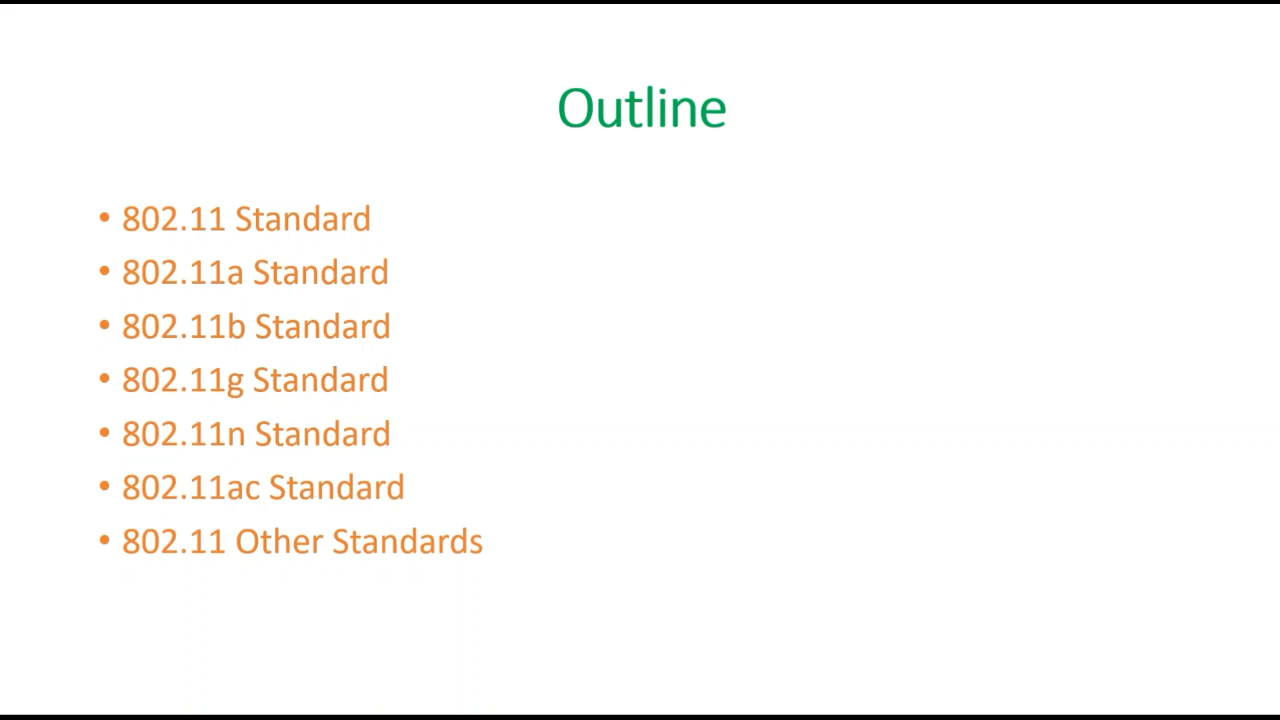 Outline
• 802.11 Standard
• 802.11a Standard
• 802.11b Standard
• 802.11g Standard
• 802.11n Standard
• 802.11ac Standard
• 802.11 Other Standards